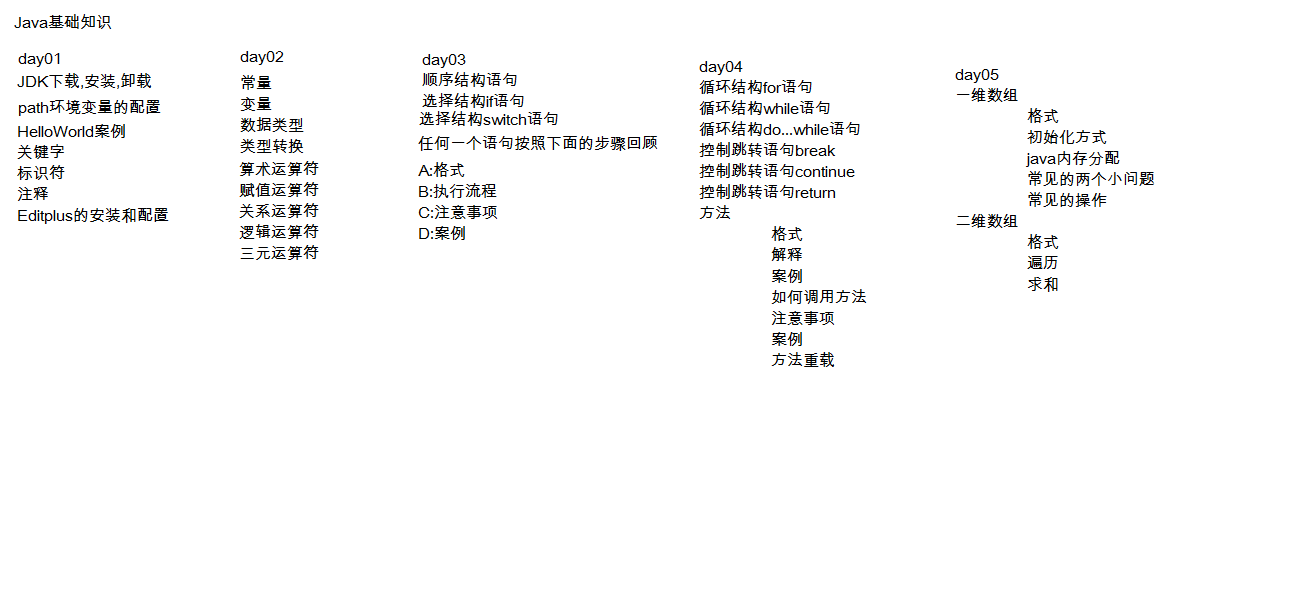 Java基础知识
day01
JDK下载,安装,卸载
path环境变量的配置
HelloWorld案例
关键字
标识符
注释
Editplus的安装和配置
day02
常量
变量
数据类型
类型转换
算术运算符
赋值运算符
关系运算符
逻辑运算符
三元运算符
day03
顺序结构语句
选择结构if语句
选择结构switch语句
任何一个语句按照下面的步骤回顾
A:格式
B:执行流程
C:注意事项
D:案例
day04
循环结构for语句
循环结构while语句
循环结构do...while语句
控制跳转语句break
控制跳转语句continue
控制跳转语句return
方法
格式
解释
案例
如何调用方法
注意事项
案例
方法重载
day05
一维数组
格式
初始化方式
java内存分配
常见的两个小问题
常见的操作
二维数组
格式
遍历
求和